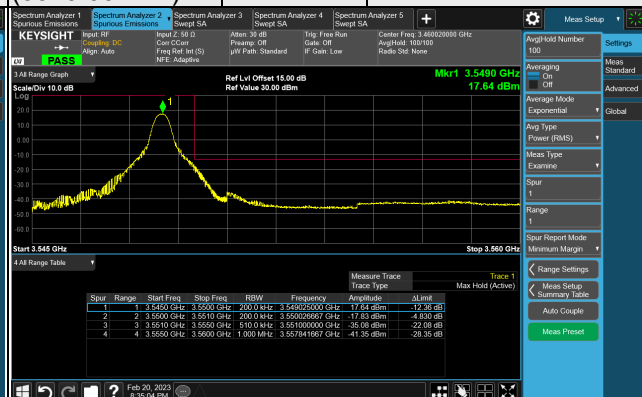 Spectrum Analyzer 1
Spurious Emissions
Spectrum Analyzer 2
Spurious Emissions
Spectrum Analyzer 3
Swept SA
Spectrum Analyzer 4
Swept SA
Spectrum Analyzer 5
Swept SA
+
Meas Setup
KEYSIGHT
Input: RF
Coupling: DC
Align: Auto
Input Z: 50 Ω
Corr CCorr
Freq Ref: Int (S)
NFE: Adaptive
Atten: 30 dB
Preamp: Off
µW Path: Standard
Trig: Free Run
Gate: Off
IF Gain: Low
Center Freq: 3.460020000 GHz
Avg|Hold: 100/100
Radio Std: None
LXI
PASS
3 All Range Graph
Scale/Div 10.0 dB
Ref Lvl Offset 15.00 dB
Ref Value 30.00 dBm
Mkr1 3.5490 GHz
17.64 dBm
Log
20.0
10.0
0.00
-10.0
-20.0
-30.0
-40.0
-50.0
-60.0
1
Start 3.545 GHz
Stop 3.560 GHz
4 All Range Table
Measure Trace Trace 1
Trace Type Max Hold (Active)
Spur Range Start Freq Stop Freq RBW Frequency Amplitude ΔLimit
1 1 3.5450 GHz 3.5500 GHz 200.0 kHz 3.549025000 GHz 17.64 dBm -12.36 dB
2 2 3.5500 GHz 3.5510 GHz 200.0 kHz 3.550026667 GHz -17.83 dBm -4.830 dB
3 3 3.5510 GHz 3.5550 GHz 510.0 kHz 3.551000000 GHz -35.08 dBm -22.08 dB
4 4 3.5550 GHz 3.5600 GHz 1.000 MHz 3.557841667 GHz -41.35 dBm -28.35 dB
Avg|Hold Number
100
Averaging
On
Off
Average Mode
Exponential
Avg Type
Power (RMS)
Meas Type
Examine
Spur
1
Range
1
Spur Report Mode
Minimum Margin
Range Settings
Meas Setup
Summary Table
Auto Couple
Meas Preset
Settings
Meas
Standard
Advanced
Global
?
Feb 20, 2023
8:35:04 PM